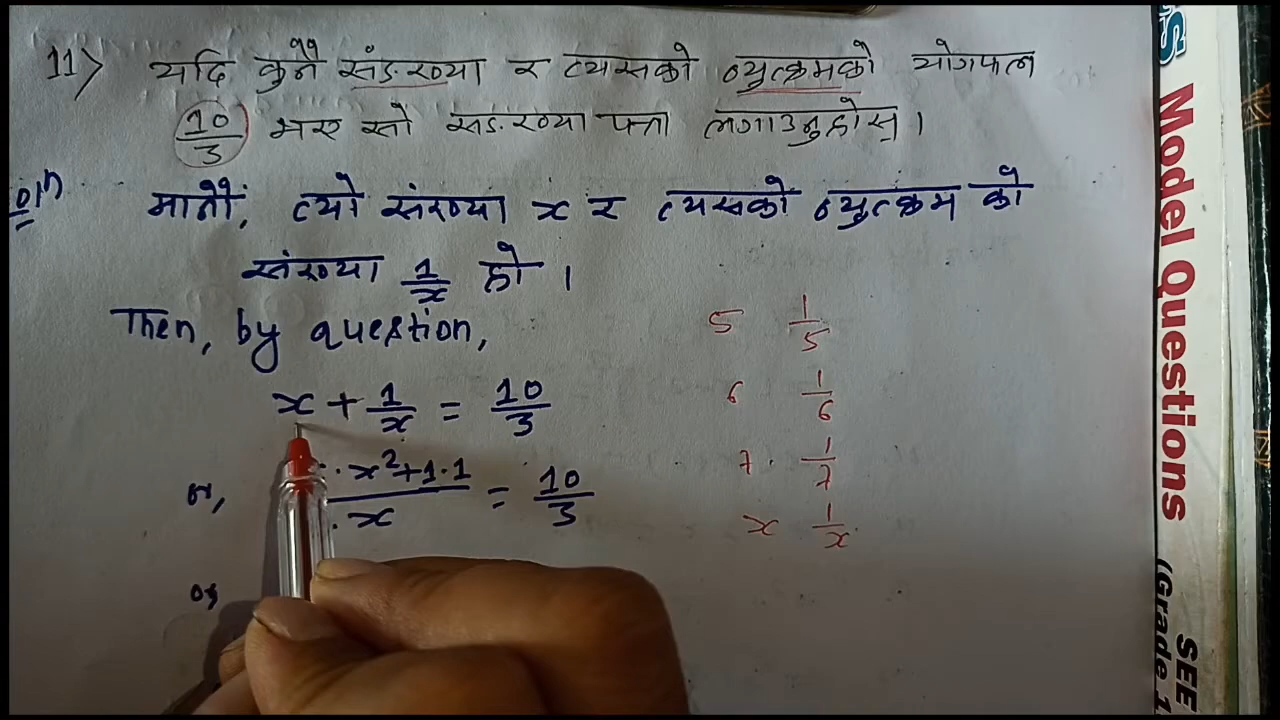 11> यदि कुनै संङ्ख्या र त्यसको व्युत्क्रमको योगफल
10/3 भए सो सङ्ख्या पत्ता लगाउनुहोस्।
मानौं, त्यो संख्या x र त्यसको व्युत्क्रम को
संख्या 1/x हो।
Then, by question,
x + 1/x = 10/3
or, x²+1·1 / x = 10/3
or
5 1/5
6 1/6
7 1/7
x 1/x
Model Questions
SEE
(Grade 1